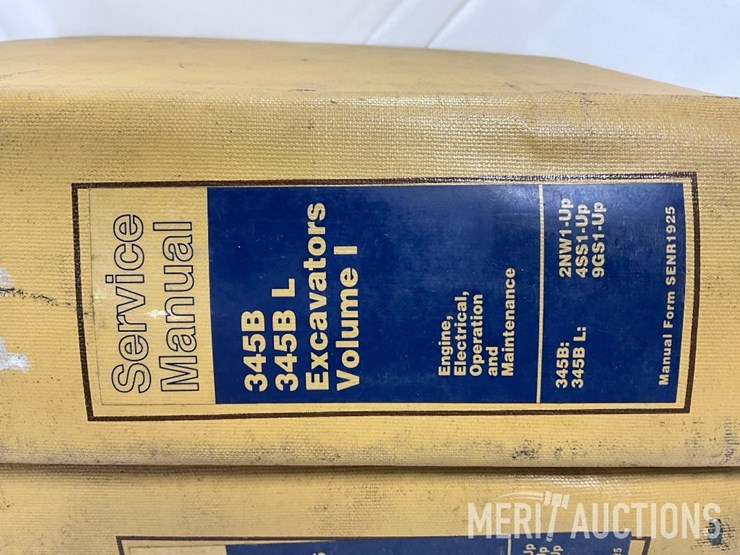 Service
Manual
345B
345B L
Excavators
Volume I
Engine,
Electrical,
Operation
and
Maintenance
345B: 2NW1-Up
345B L: 4SS1-Up
9GS1-Up
Manual Form SENR1925
MERIT AUCTIONS